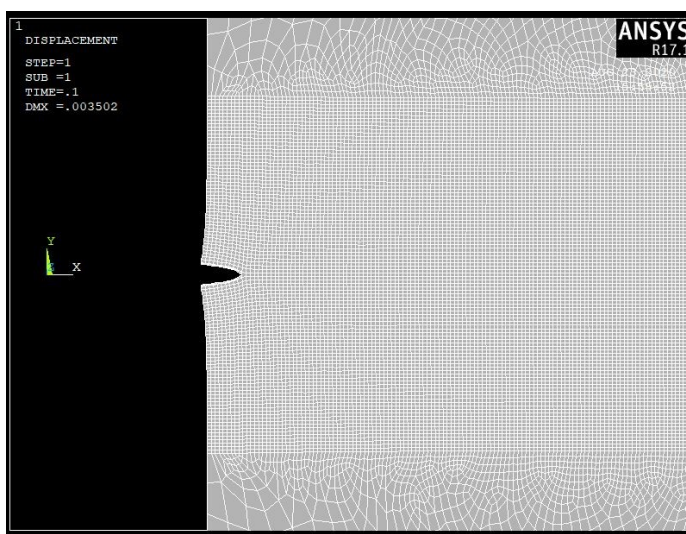 1
DISPLACEMENT
STEP=1
SUB =1
TIME=.1
DMX =.003502
ANSYS
R17.1
Y
X